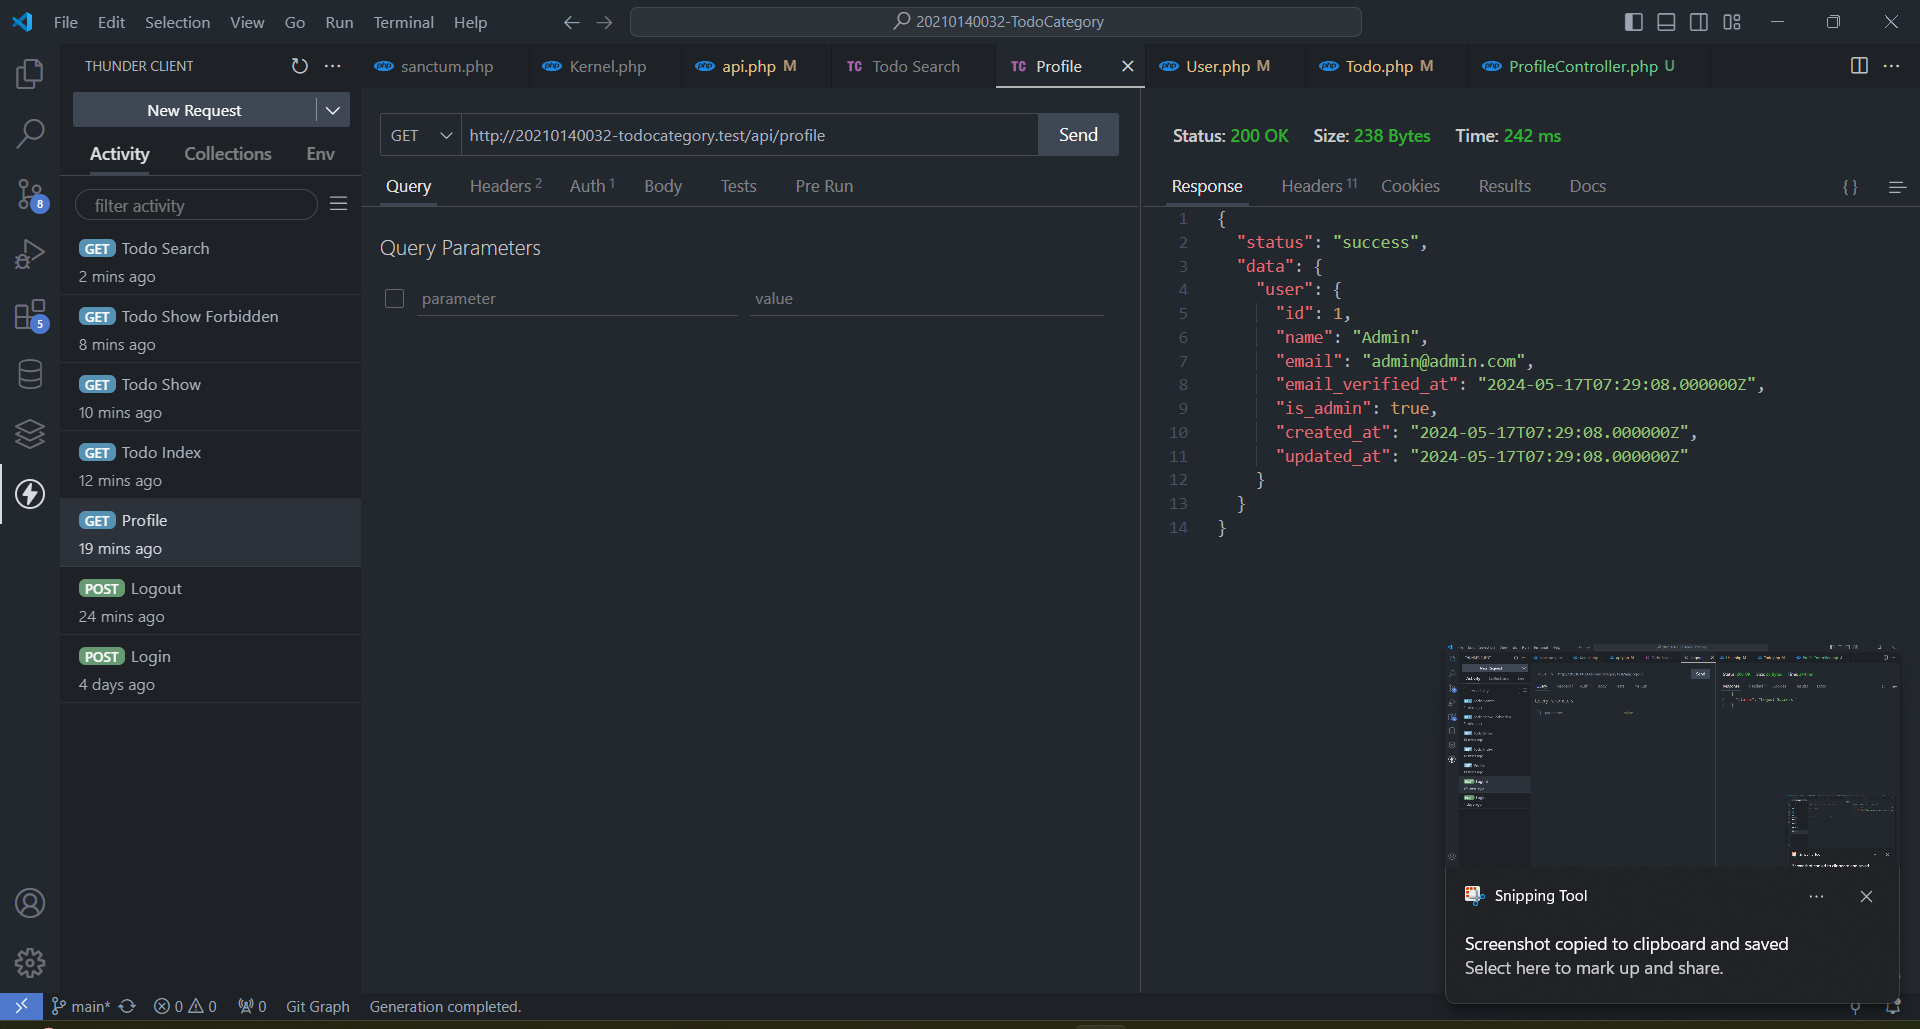 File Edit Selection View Go Run Terminal Help
20210140032-TodoCategory
THUNDER CLIENT
sanctum.php
Kernel.php
api.php M
TC Todo Search
TC Profile
User.php M
Todo.php M
ProfileController.php U
New Request
Activity Collections Env
filter activity
GET Todo Search
2 mins ago
GET Todo Show Forbidden
8 mins ago
GET Todo Show
10 mins ago
GET Todo Index
12 mins ago
GET Profile
19 mins ago
POST Logout
24 mins ago
POST Login
4 days ago
GET http://20210140032-todocategory.test/api/profile Send
Query Headers 2 Auth 1 Body Tests Pre Run
Query Parameters
parameter value
Status: 200 OK Size: 238 Bytes Time: 242 ms
Response Headers 11 Cookies Results Docs { }
1 {
2 "status": "success",
3 "data": {
4 "user": {
5 "id": 1,
6 "name": "Admin",
7 "email": "admin@admin.com",
8 "email_verified_at": "2024-05-17T07:29:08.000000Z",
9 "is_admin": true,
10 "created_at": "2024-05-17T07:29:08.000000Z",
11 "updated_at": "2024-05-17T07:29:08.000000Z"
12 }
13 }
14 }
Snipping Tool
Screenshot copied to clipboard and saved
Select here to mark up and share.
8
5
main* 0 0 0 Git Graph Generation completed.